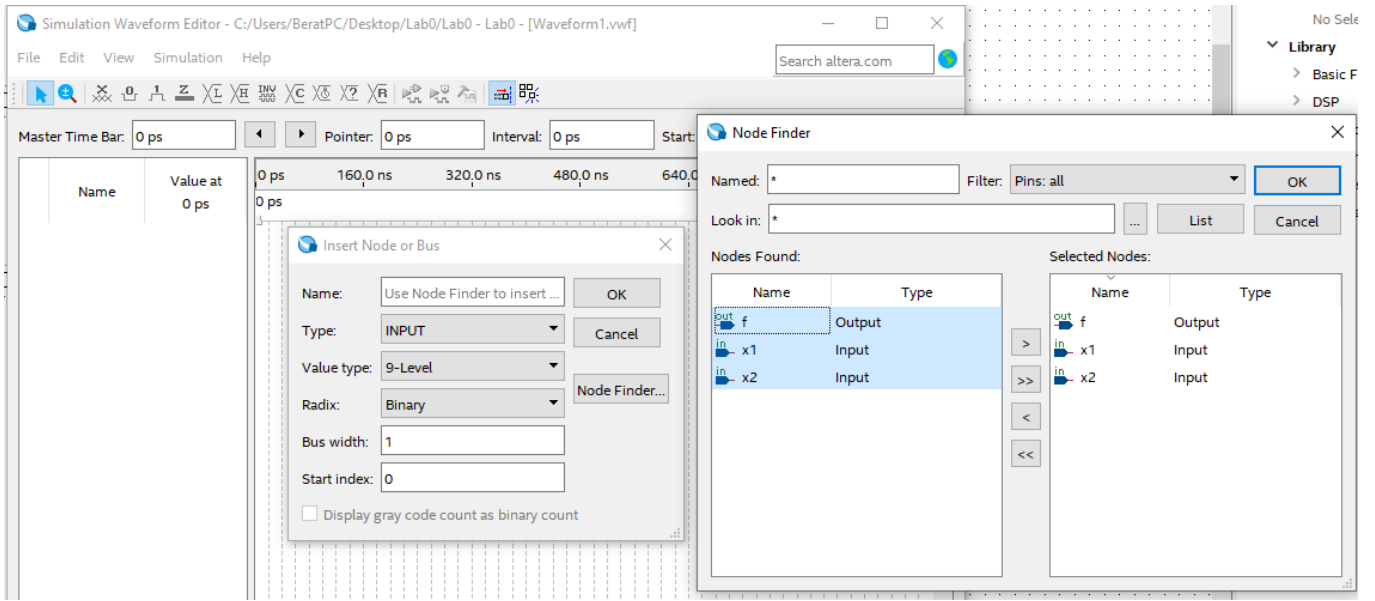 Simulation Waveform Editor - C:/Users/BeratPC/Desktop/Lab0/Lab0 - Lab0 - [Waveform1.vwf]
File Edit View Simulation Help
Search altera.com
Master Time Bar: 0 ps
Pointer: 0 ps
Interval: 0 ps
Start:
Name
Value at
0 ps
0 ps 160.0 ns 320.0 ns 480.0 ns 640.0
0 ps
Insert Node or Bus
Name: Use Node Finder to insert ...
OK
Type: INPUT
Cancel
Value type: 9-Level
Node Finder...
Radix: Binary
Bus width: 1
Start index: 0
Display gray code count as binary count
No Sele
Library
Basic F
DSP
Node Finder
Named: *
Filter: Pins: all
OK
Look in: *
...
List
Cancel
Nodes Found:
Name Type
out f Output
in x1 Input
in x2 Input
>
>>
<
<<
Selected Nodes:
Name Type
out f Output
in x1 Input
in x2 Input